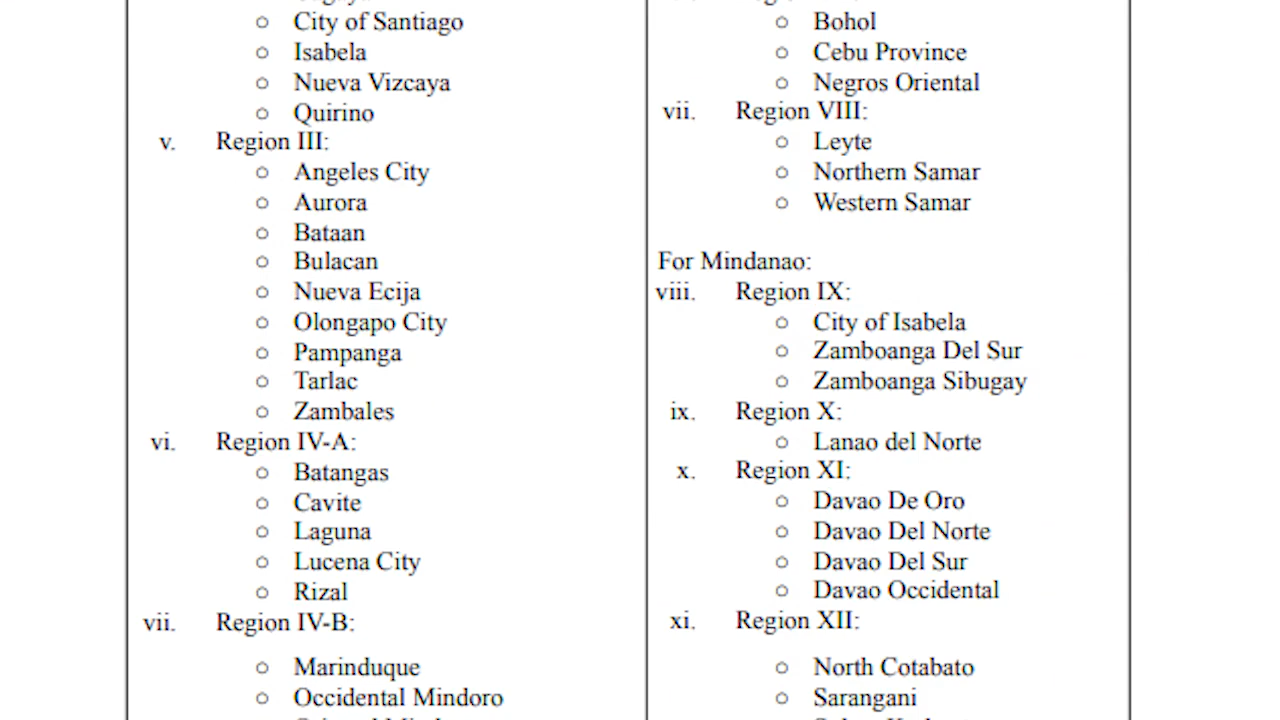 City of Santiago
Isabela
Nueva Vizcaya
Quirino
v. Region III:
Angeles City
Aurora
Bataan
Bulacan
Nueva Ecija
Olongapo City
Pampanga
Tarlac
Zambales
vi. Region IV-A:
Batangas
Cavite
Laguna
Lucena City
Rizal
vii. Region IV-B:
Marinduque
Occidental Mindoro
Bohol
Cebu Province
Negros Oriental
vii. Region VIII:
Leyte
Northern Samar
Western Samar
For Mindanao:
viii. Region IX:
City of Isabela
Zamboanga Del Sur
Zamboanga Sibugay
ix. Region X:
Lanao del Norte
x. Region XI:
Davao De Oro
Davao Del Norte
Davao Del Sur
Davao Occidental
xi. Region XII:
North Cotabato
Sarangani